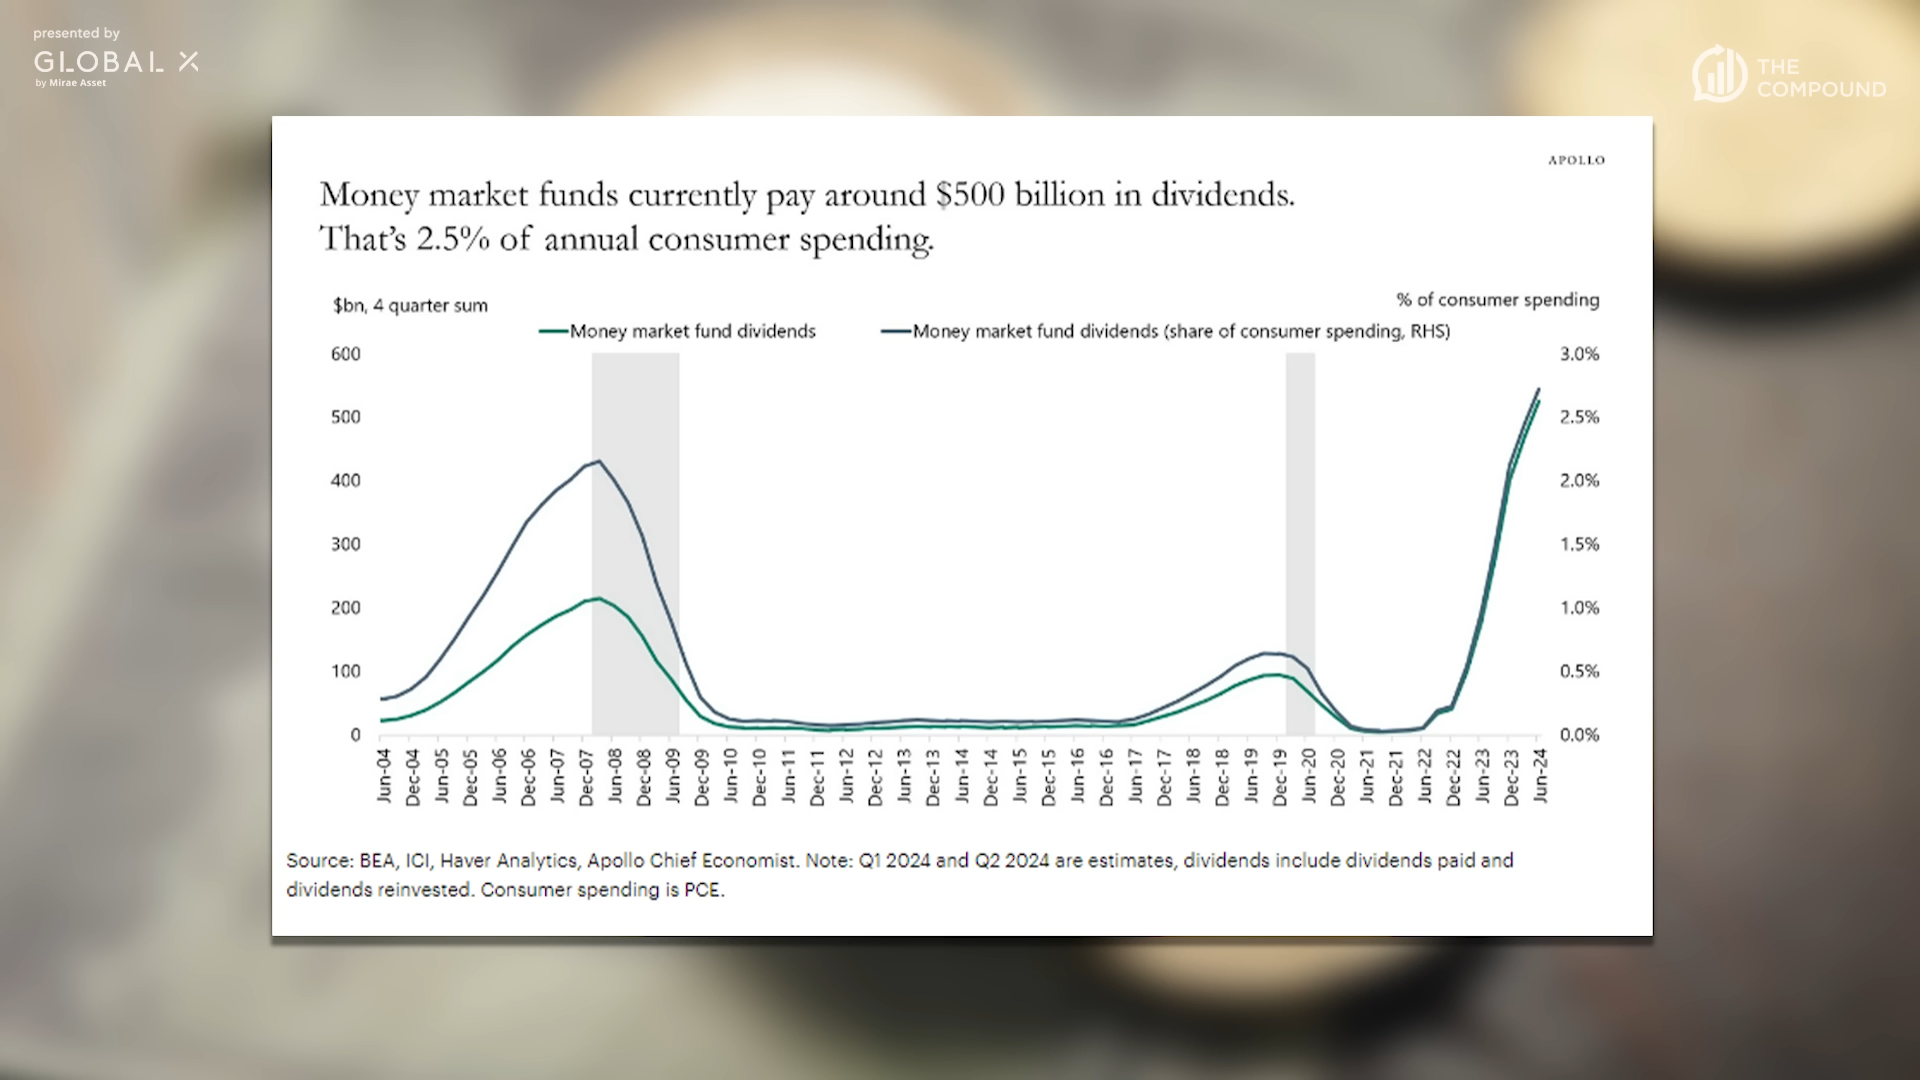 presented by
GLOBAL X
by Mirae Asset
THE
COMPOUND
APOLLO
Money market funds currently pay around $500 billion in dividends.
That's 2.5% of annual consumer spending.
$bn, 4 quarter sum
% of consumer spending
Money market fund dividends
Money market fund dividends (share of consumer spending, RHS)
600
500
400
300
200
100
0
3.0%
2.5%
2.0%
1.5%
1.0%
0.5%
0.0%
Jun-04
Dec-04
Jun-05
Dec-05
Jun-06
Dec-06
Jun-07
Dec-07
Jun-08
Dec-08
Jun-09
Dec-09
Jun-10
Dec-10
Jun-11
Dec-11
Jun-12
Dec-12
Jun-13
Dec-13
Jun-14
Dec-14
Jun-15
Dec-15
Jun-16
Dec-16
Jun-17
Dec-17
Jun-18
Dec-18
Jun-19
Dec-19
Jun-20
Dec-20
Jun-21
Dec-21
Jun-22
Dec-22
Jun-23
Dec-23
Jun-24
Source: BEA, ICI, Haver Analytics, Apollo Chief Economist. Note: Q1 2024 and Q2 2024 are estimates, dividends include dividends paid and
dividends reinvested. Consumer spending is PCE.